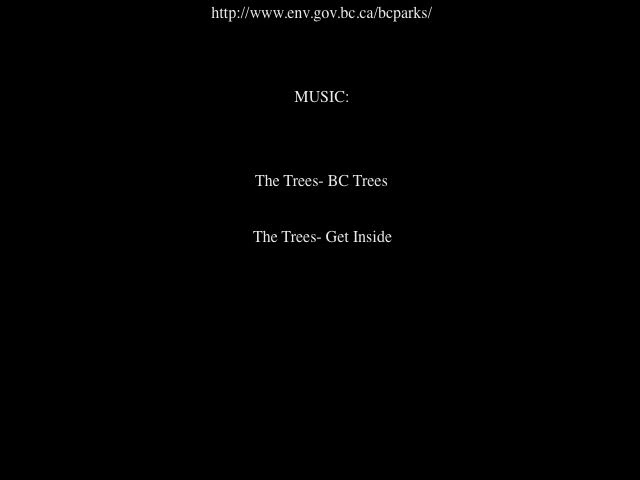 http://www.env.gov.bc.ca/bcparks/
MUSIC:
The Trees- BC Trees
The Trees- Get Inside